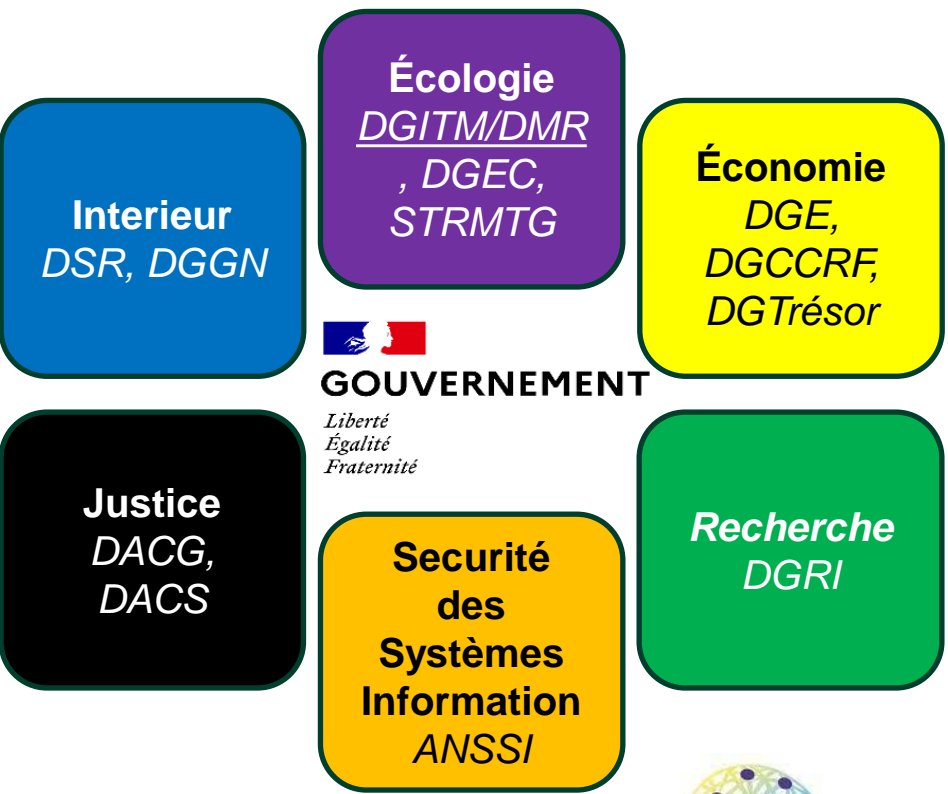 Écologie
DGITM/DMR
, DGEC,
STRMTG
Interieur
DSR, DGGN
Économie
DGE,
DGCCRF,
DGTrésor
GOUVERNEMENT
Liberté
Égalité
Fraternité
Justice
DACG,
DACS
Securité
des
Systèmes
Information
ANSSI
Recherche
DGRI